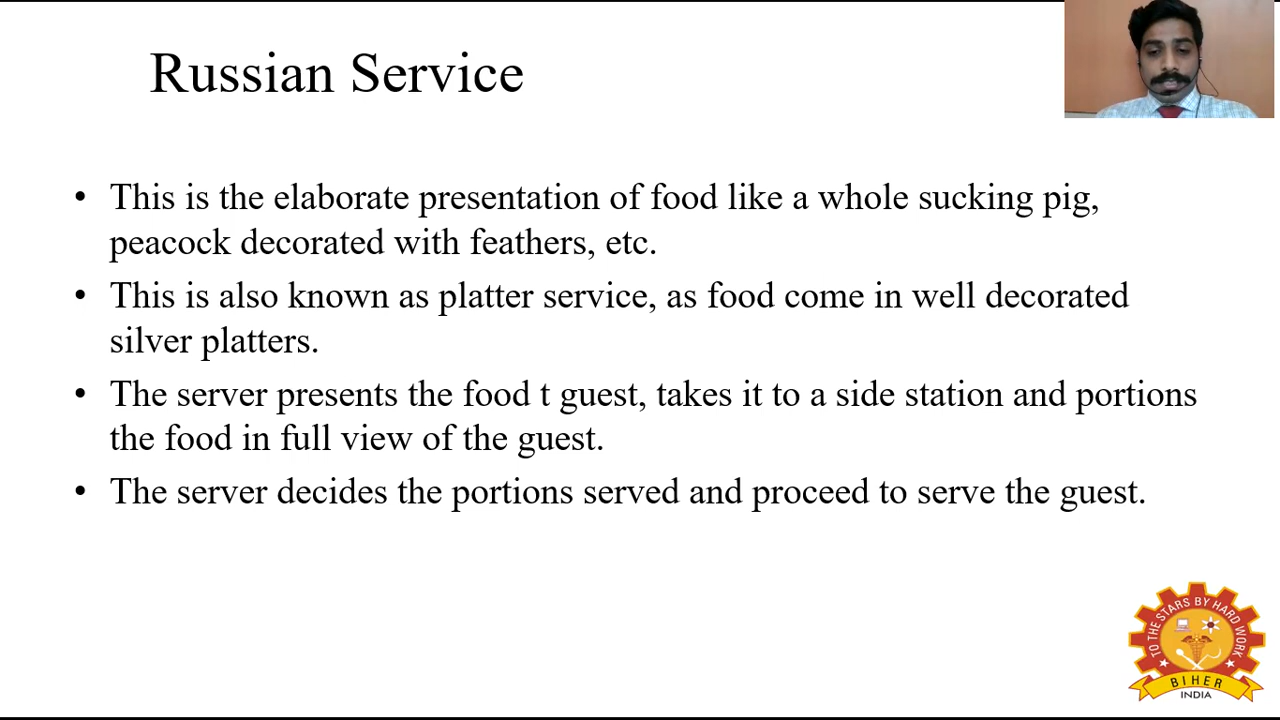 Russian Service
• This is the elaborate presentation of food like a whole sucking pig,
peacock decorated with feathers, etc.
• This is also known as platter service, as food come in well decorated
silver platters.
• The server presents the food t guest, takes it to a side station and portions
the food in full view of the guest.
• The server decides the portions served and proceed to serve the guest.
TO THE STARS BY HARD WORK
BIHER
INDIA